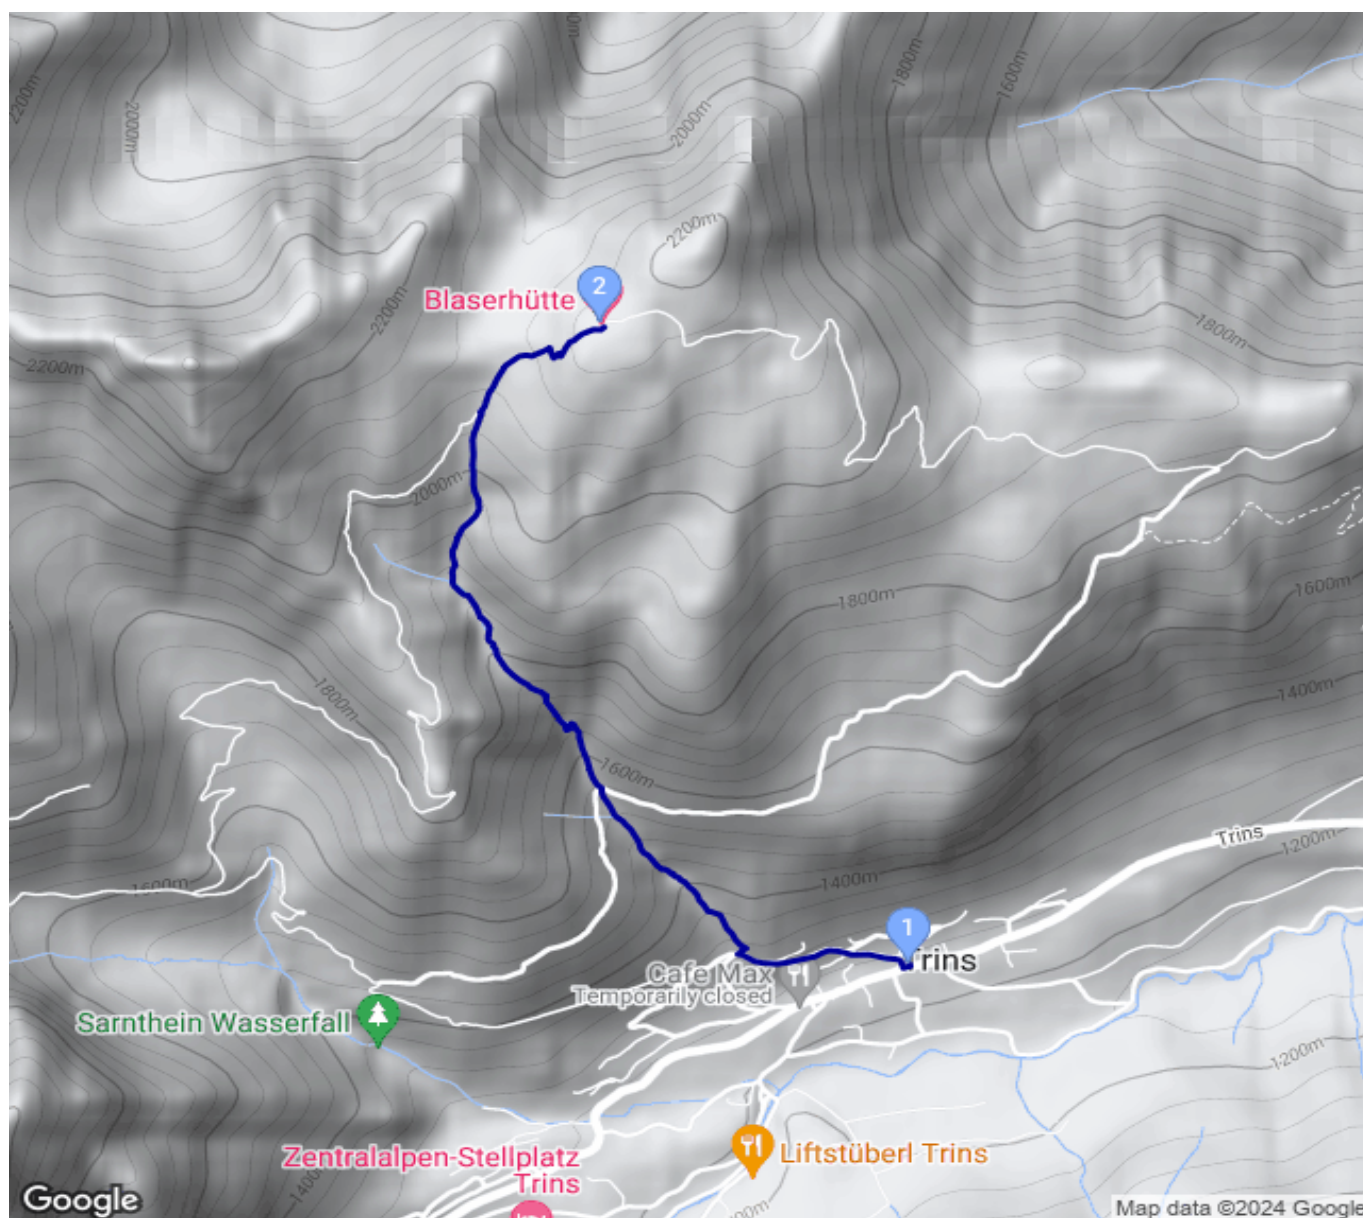 2200m
2000m
1800m
1600m
2000m
2200m
2200m
2
Blaserhütte
2200m
1800m
2000m
1800m
1600m
1400m
1800m
1600m
1600m
1400m
Trins
1200m
1
Trins
Cafe Max
Temporarily closed
Sarnthein Wasserfall
1200m
Zentralalpen-Stellplatz
Trins
Liftstüberl Trins
1400m
Google
Map data ©2024 Google